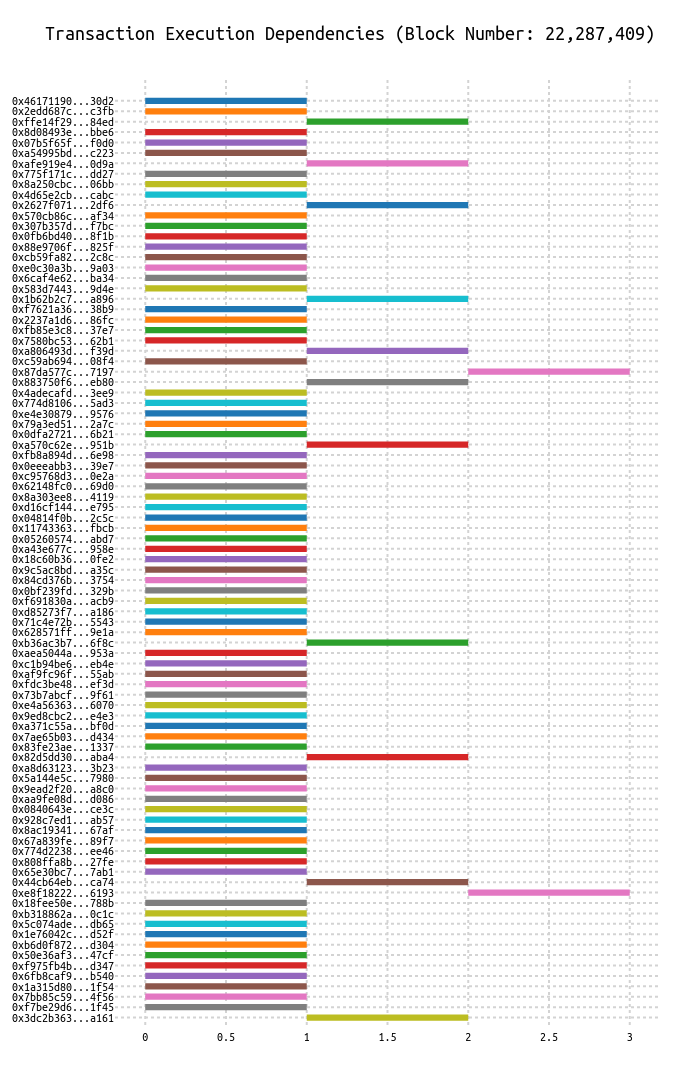 Transaction Execution Dependencies (Block Number: 22,287,409)
0x46171190...30d2
0x2edd687c...c3fb
0xffe14f29...84ed
0x8d08493e...bbe6
0x07b5f65f...f0d0
0xa54995bd...c223
0xafe919e4...0d9a
0x775f171c...dd27
0x8a250cbc...06bb
0x4d65e2cb...cabc
0x2627f071...2df6
0x570cb86c...af34
0x307b357d...f7bc
0x0fb6bd40...8f1b
0x88e9706f...825f
0xcb59fa82...2c8c
0xe0c30a3b...9a03
0x6caf4e62...ba34
0x583d7443...9d4e
0x1b62b2c7...a896
0xf7621a36...38b9
0x2237a1d6...86fc
0xfb85e3c8...37e7
0x7580bc53...62b1
0xa806493d...f39d
0xc59ab694...08f4
0x87da577c...7197
0x883750f6...eb80
0x4adecafd...3ee9
0x774d8106...5ad3
0xe4e30879...9576
0x79a3ed51...2a7c
0x0dfa2721...6b21
0xa570c62e...951b
0xfb8a894d...6e98
0x0eeeabb3...39e7
0xc95768d3...0e2a
0x62148fc0...69d0
0x8a303ee8...4119
0xd16cf144...e795
0x04814f0b...2c5c
0x11743363...fbcb
0x05260574...abd7
0xa43e677c...958e
0x18c60b36...0fe2
0x9c5ac8bd...a35c
0x84cd376b...3754
0x0bf239fd...329b
0xf691830a...acb9
0xd85273f7...a186
0x71c4e72b...5543
0x628571ff...9e1a
0xb36ac3b7...6f8c
0xaea5044a...953a
0xc1b94be6...eb4e
0xaf9fc96f...55ab
0xfdc3be48...ef3d
0x73b7abcf...9f61
0xe4a56363...6070
0x9ed8cbc2...e4e3
0xa371c55a...bf0d
0x7ae65b03...d434
0x83fe23ae...1337
0x82d5dd30...aba4
0xa8d63123...3b23
0x5a144e5c...7980
0x9ead2f20...a8c0
0xaa9fe08d...d086
0x0840643e...ce3c
0x928c7ed1...ab57
0x8ac19341...67af
0x67a839fe...89f7
0x774d2238...ee46
0x808ffa8b...27fe
0x65e30bc7...7ab1
0x44cb64eb...ca74
0xe8f18222...6193
0x18fee50e...788b
0xb318862a...0c1c
0x5c074ade...db65
0x1e76042c...d52f
0xb6d0f872...d304
0x50e36af3...47cf
0xf975fb4b...d347
0x6fb8caf9...b540
0x1a315d80...1f54
0x7bb85c59...4f56
0xf7be29d6...1f45
0x3dc2b363...a161
0 0.5 1 1.5 2 2.5 3